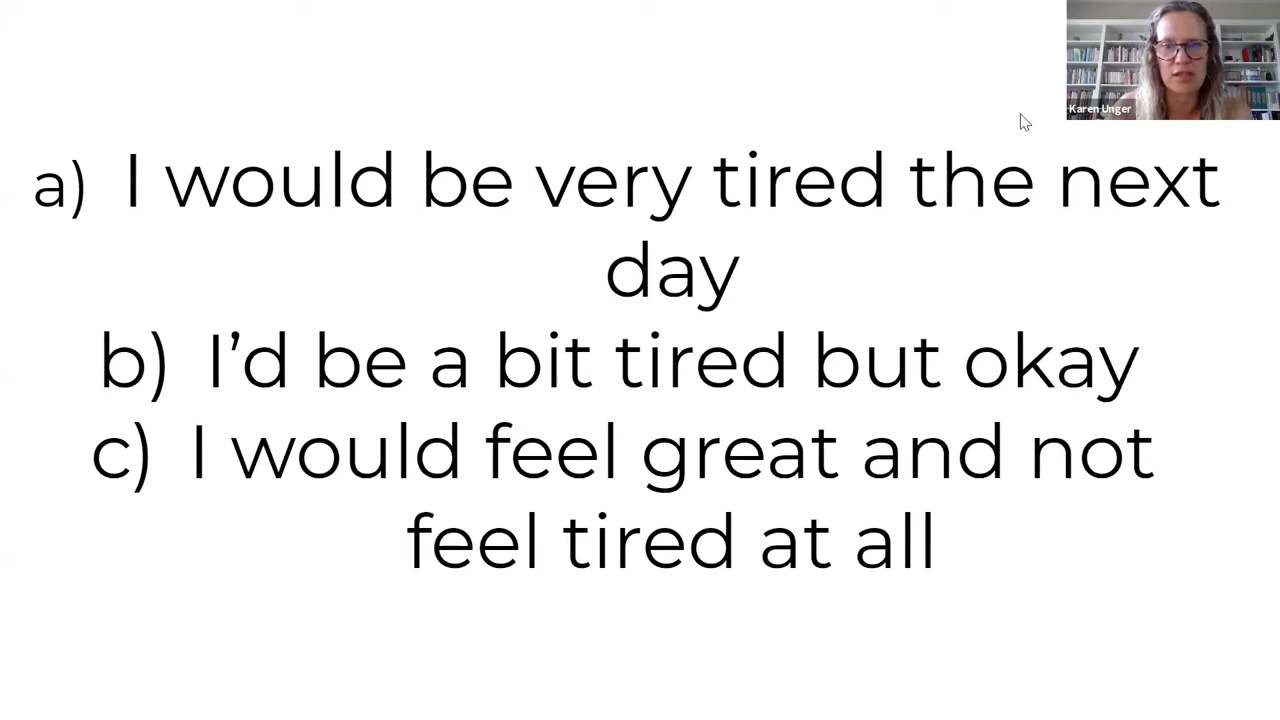 Karen Unger
a) I would be very tired the next
day
b) I’d be a bit tired but okay
c) I would feel great and not
feel tired at all